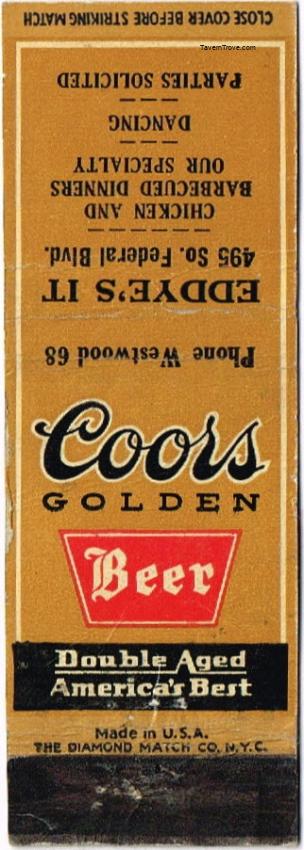 TavernTrove.com
CLOSE COVER BEFORE STRIKING MATCH
Phone Westwood 68
EDDYE'S IT
495 So. Federal Blvd.
CHICKEN AND
BARBECUED DINNERS
OUR SPECIALTY
DANCING
PARTIES SOLICITED
Coors
GOLDEN
Beer
Double Aged
America's Best
Made in U.S.A.
THE DIAMOND MATCH CO. N.Y.C.